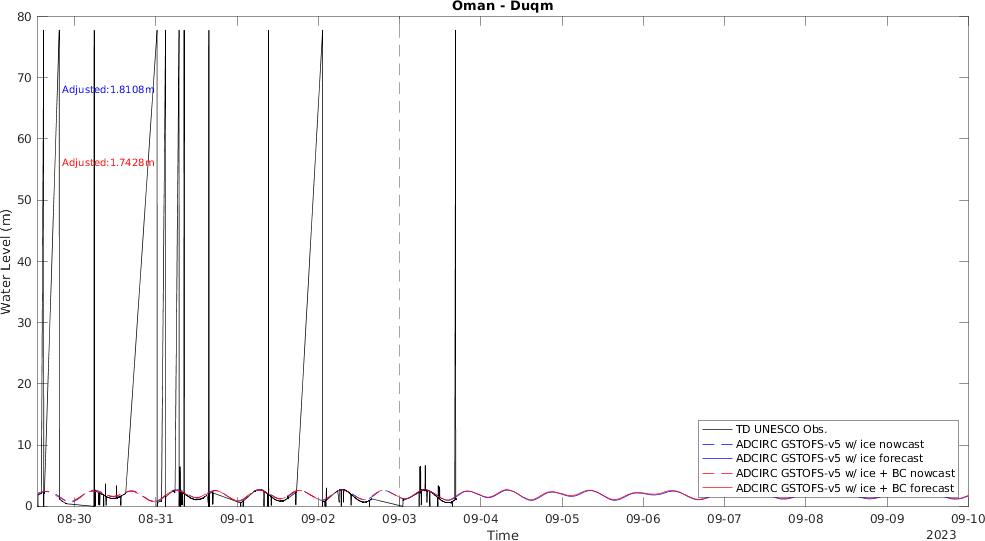 Oman - Duqm
80
70
60
50
40
30
20
10
0
Water Level (m)
Adjusted:1.8108m
Adjusted:1.7428m
TD UNESCO Obs.
ADCIRC GSTOFS-v5 w/ ice nowcast
ADCIRC GSTOFS-v5 w/ ice forecast
ADCIRC GSTOFS-v5 w/ ice + BC nowcast
ADCIRC GSTOFS-v5 w/ ice + BC forecast
08-30 08-31 09-01 09-02 09-03 09-04 09-05 09-06 09-07 09-08 09-09 09-10
Time
2023